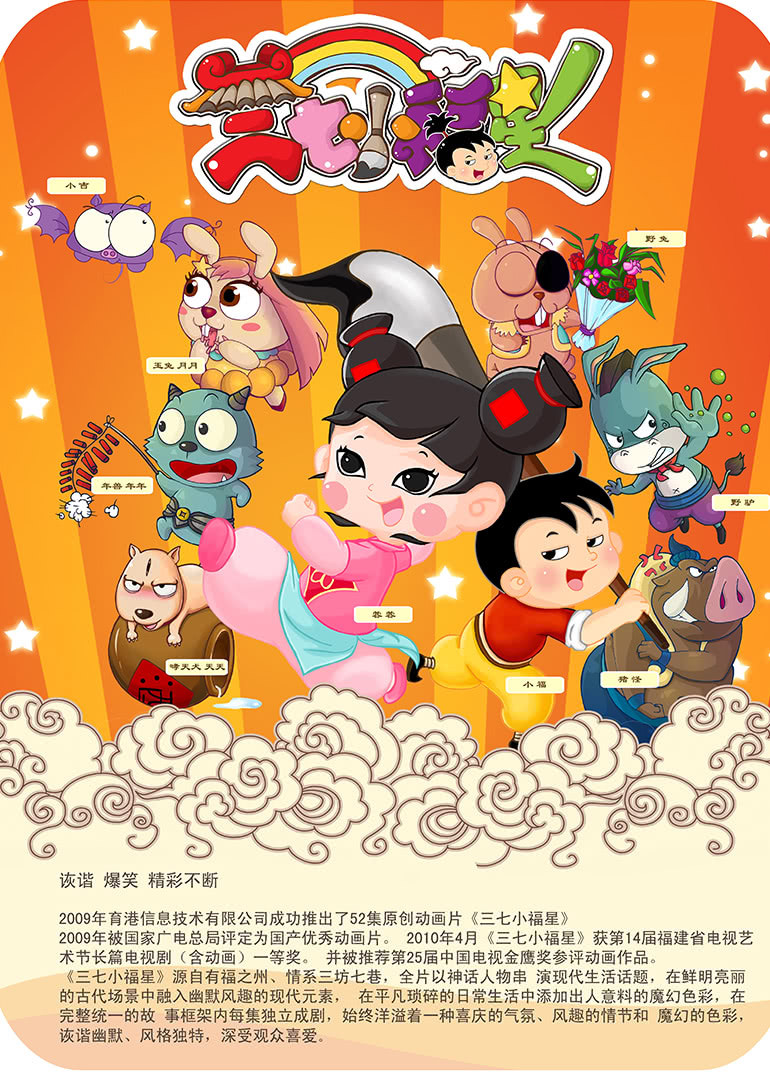 三七小福星
小吉
野兔
玉兔 月月
年兽 年年
野驴
蓉蓉
哮天犬 天天
小福
猪怪
诙谐 爆笑 精彩不断
2009年育港信息技术有限公司成功推出了52集原创动画片《三七小福星》
2009年被国家广电总局评定为国产优秀动画片。 2010年4月《三七小福星》获第14届福建省电视艺
术节长篇电视剧（含动画）一等奖。 并被推荐第25届中国电视金鹰奖参评动画作品。
《三七小福星》源自有福之州、情系三坊七巷，全片以神话人物串 演现代生活话题，在鲜明亮丽
的古代场景中融入幽默风趣的现代元素， 在平凡琐碎的日常生活中添加出人意料的魔幻色彩，在
完整统一的故 事框架内每集独立成剧，始终洋溢着一种喜庆的气氛、风趣的情节和 魔幻的色彩，
诙谐幽默、风格独特，深受观众喜爱。